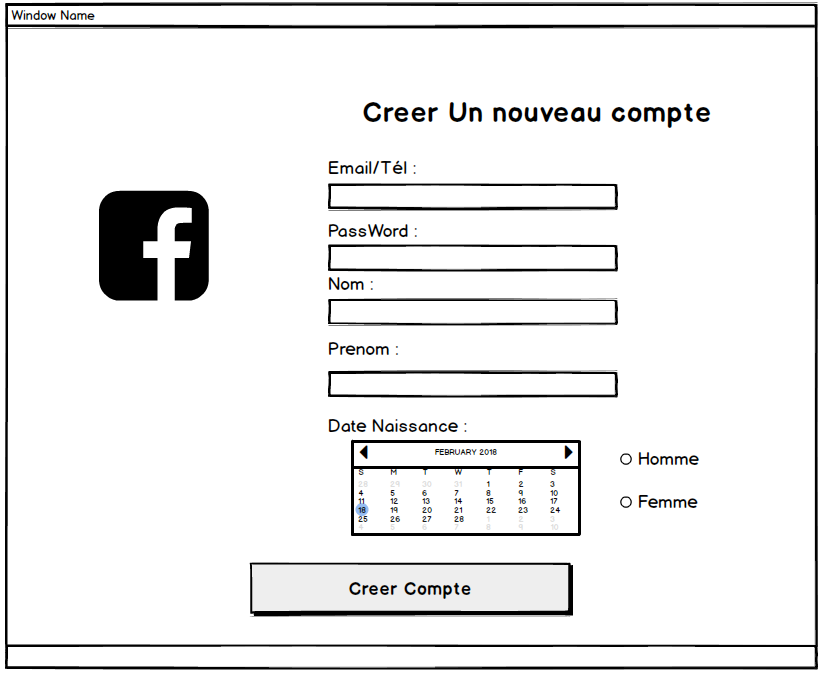 Window Name
Creer Un nouveau compte
Email/Tél :
PassWord :
Nom :
Prenom :
Date Naissance :
FEBRUARY 2018
S M T W T F S
28 29 30 31 1 2 3
4 5 6 7 8 9 10
11 12 13 14 15 16 17
18 19 20 21 22 23 24
25 26 27 28 1 2 3
4 5 6 7 8 9 10
Homme
Femme
Creer Compte